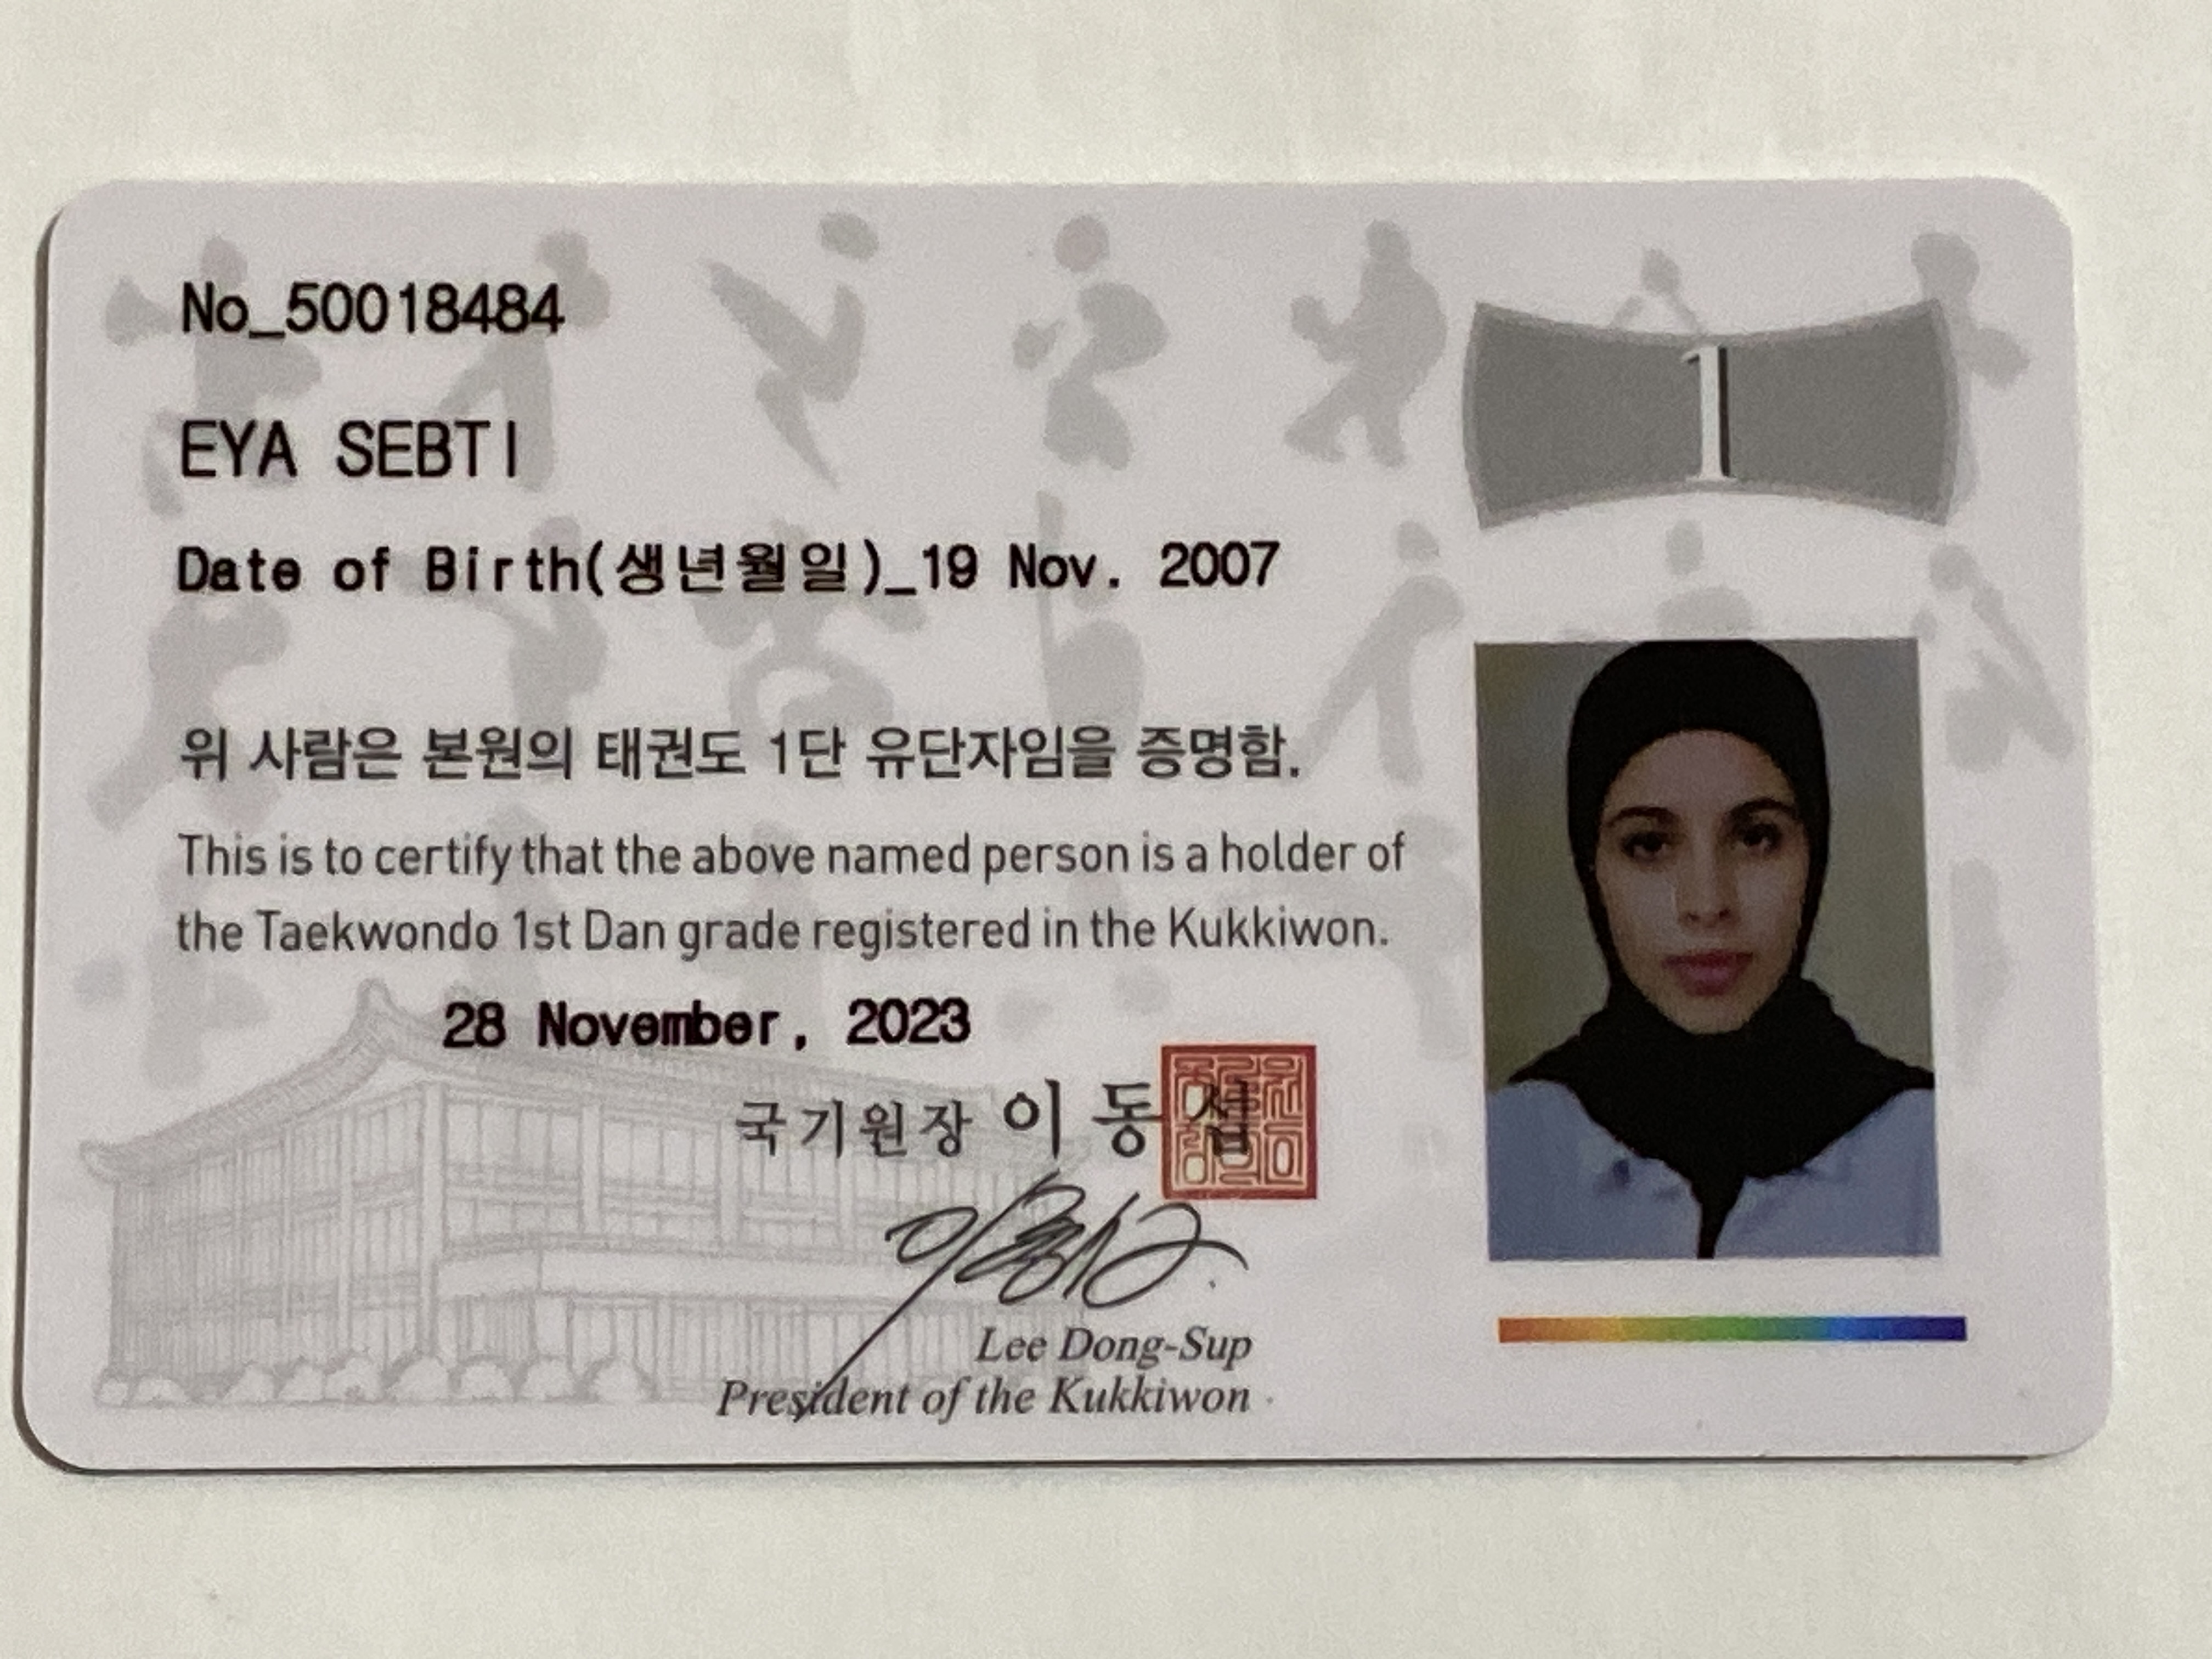 No_50018484
1
EYA SEBTI
Date of Birth(생년월일)_19 Nov. 2007
위 사람은 본원의 태권도 1단 유단자임을 증명함.
This is to certify that the above named person is a holder of
the Taekwondo 1st Dan grade registered in the Kukkiwon.
28 November, 2023
국기원장 이동섭
Lee Dong-Sup
President of the Kukkiwon